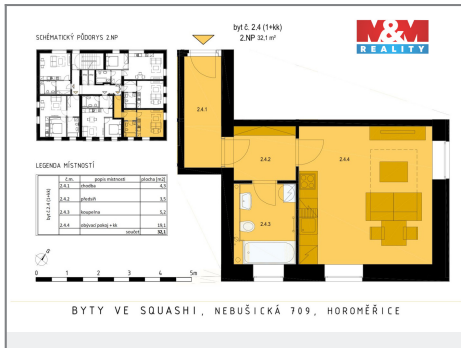 SCHÉMATICKÝ PŮDORYS 2.NP
byt č. 2.4 (1+kk)
2.NP 32,1 m²
M&M
REALITY
2.4.1
2.4.2
2.4.4
2.4.3
LEGENDA MÍSTNOSTÍ
byt č.2.4 (1+kk)
č.m. popis místnosti plocha [m2]
2.4.1 chodba 4,3
2.4.2 předsíň 3,5
2.4.3 koupelna 5,2
2.4.4 obývací pokoj + kk 19,1
součet 32,1
0 1 2 3 4 5m
BYTY VE SQUASHI, NEBUŠICKÁ 709, HOROMĚŘICE